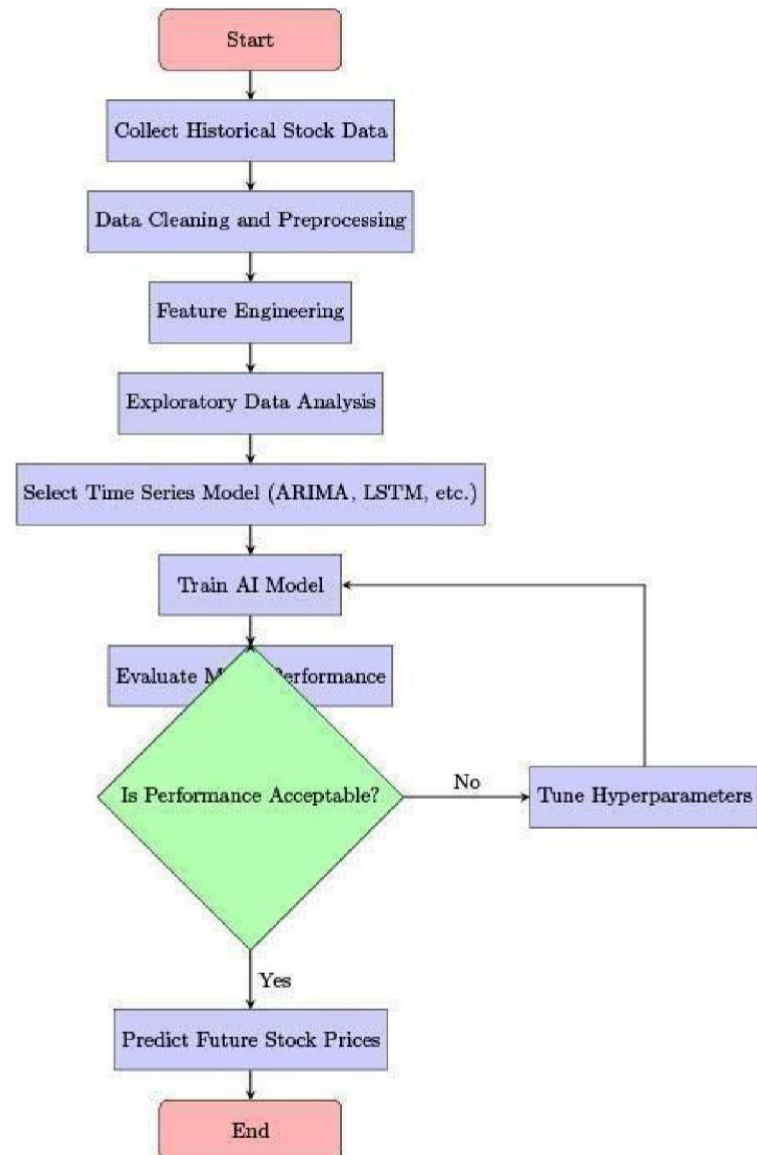 Start
Collect Historical Stock Data
Data Cleaning and Preprocessing
Feature Engineering
Exploratory Data Analysis
Select Time Series Model (ARIMA, LSTM, etc.)
Train AI Model
Evaluate Performance
Is Performance Acceptable?
No
Tune Hyperparameters
Yes
Predict Future Stock Prices
End